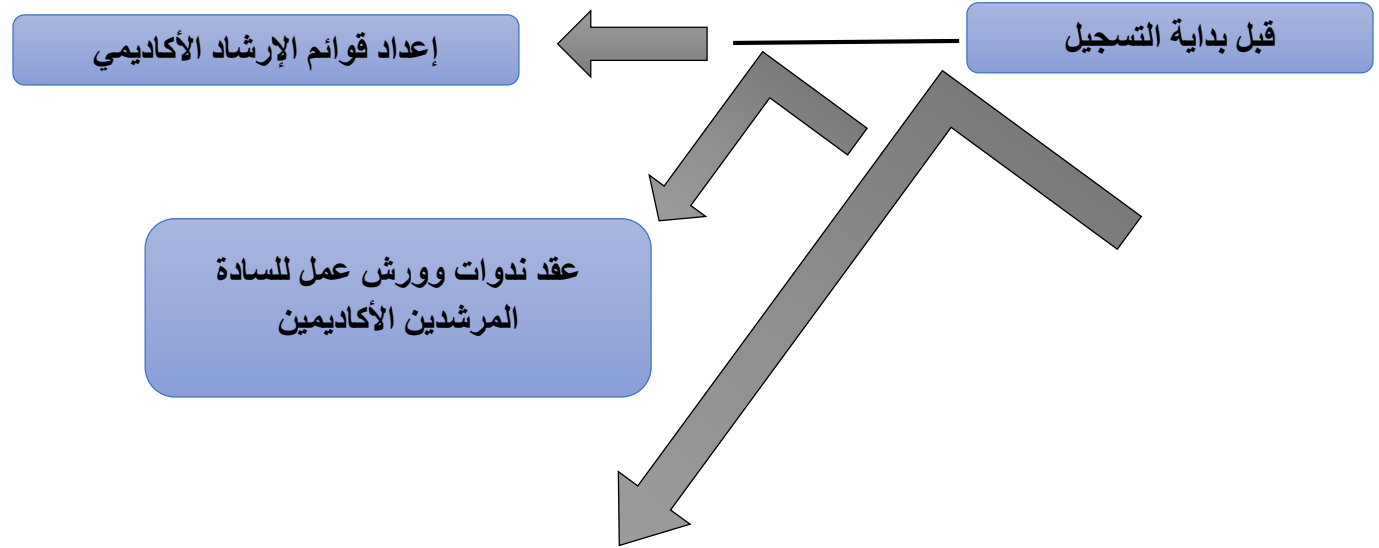 قبل بداية التسجيل
إعداد قوائم الإرشاد الأكاديمي
عقد ندوات وورش عمل للسادة
المرشدين الأكاديمين